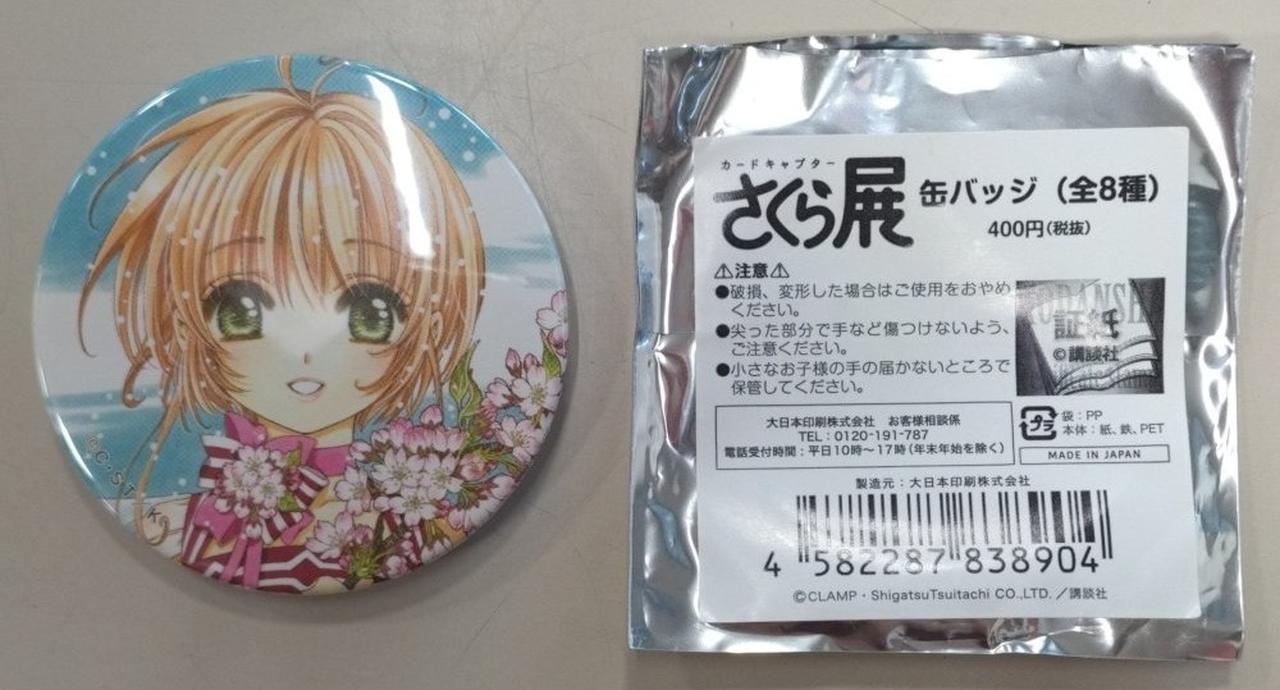 ©C・S・T/K
カードキャプター
さくら展 缶バッジ（全8種）
400円(税抜)
⚠注意⚠
●破損、変形した場合はご使用をおやめ
ください。
●尖った部分で手など傷つけないよう、
ご注意ください。
●小さなお子様の手の届かないところで
保管してください。
KODANSH
証紙
©講談社
大日本印刷株式会社 お客様相談係
TEL：0120-191-787
電話受付時間：平日10時～17時（年末年始を除く）
プラ
袋：PP
本体：紙、鉄、PET
MADE IN JAPAN
製造元：大日本印刷株式会社
4 582287 838904
©CLAMP・ShigatsuTsuitachi CO.,LTD.／講談社